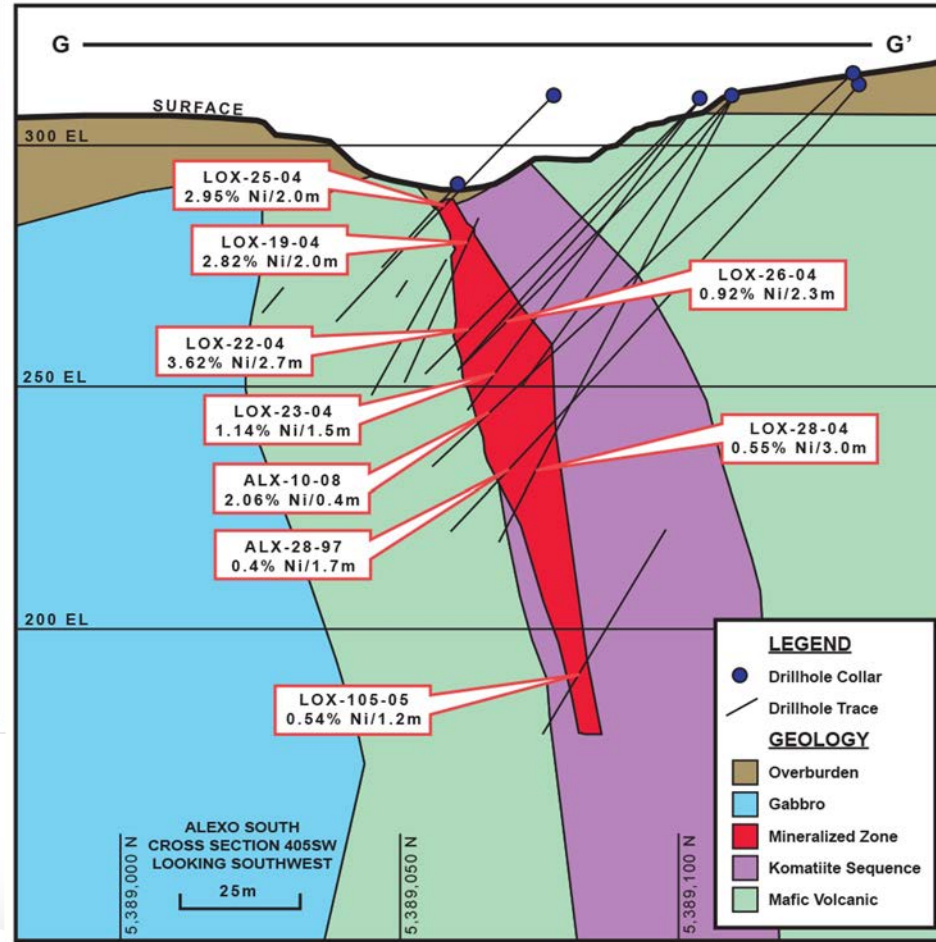 G
G'
SURFACE
300 EL
LOX-25-04
2.95% Ni/2.0m
LOX-19-04
2.82% Ni/2.0m
LOX-26-04
0.92% Ni/2.3m
LOX-22-04
3.62% Ni/2.7m
250 EL
LOX-23-04
1.14% Ni/1.5m
LOX-28-04
0.55% Ni/3.0m
ALX-10-08
2.06% Ni/0.4m
ALX-28-97
0.4% Ni/1.7m
200 EL
LOX-105-05
0.54% Ni/1.2m
ALEXO SOUTH
CROSS SECTION 405SW
LOOKING SOUTHWEST
25m
5,389,000 N
5,389,050 N
5,389,100 N
LEGEND
Drillhole Collar
Drillhole Trace
GEOLOGY
Overburden
Gabbro
Mineralized Zone
Komatiite Sequence
Mafic Volcanic